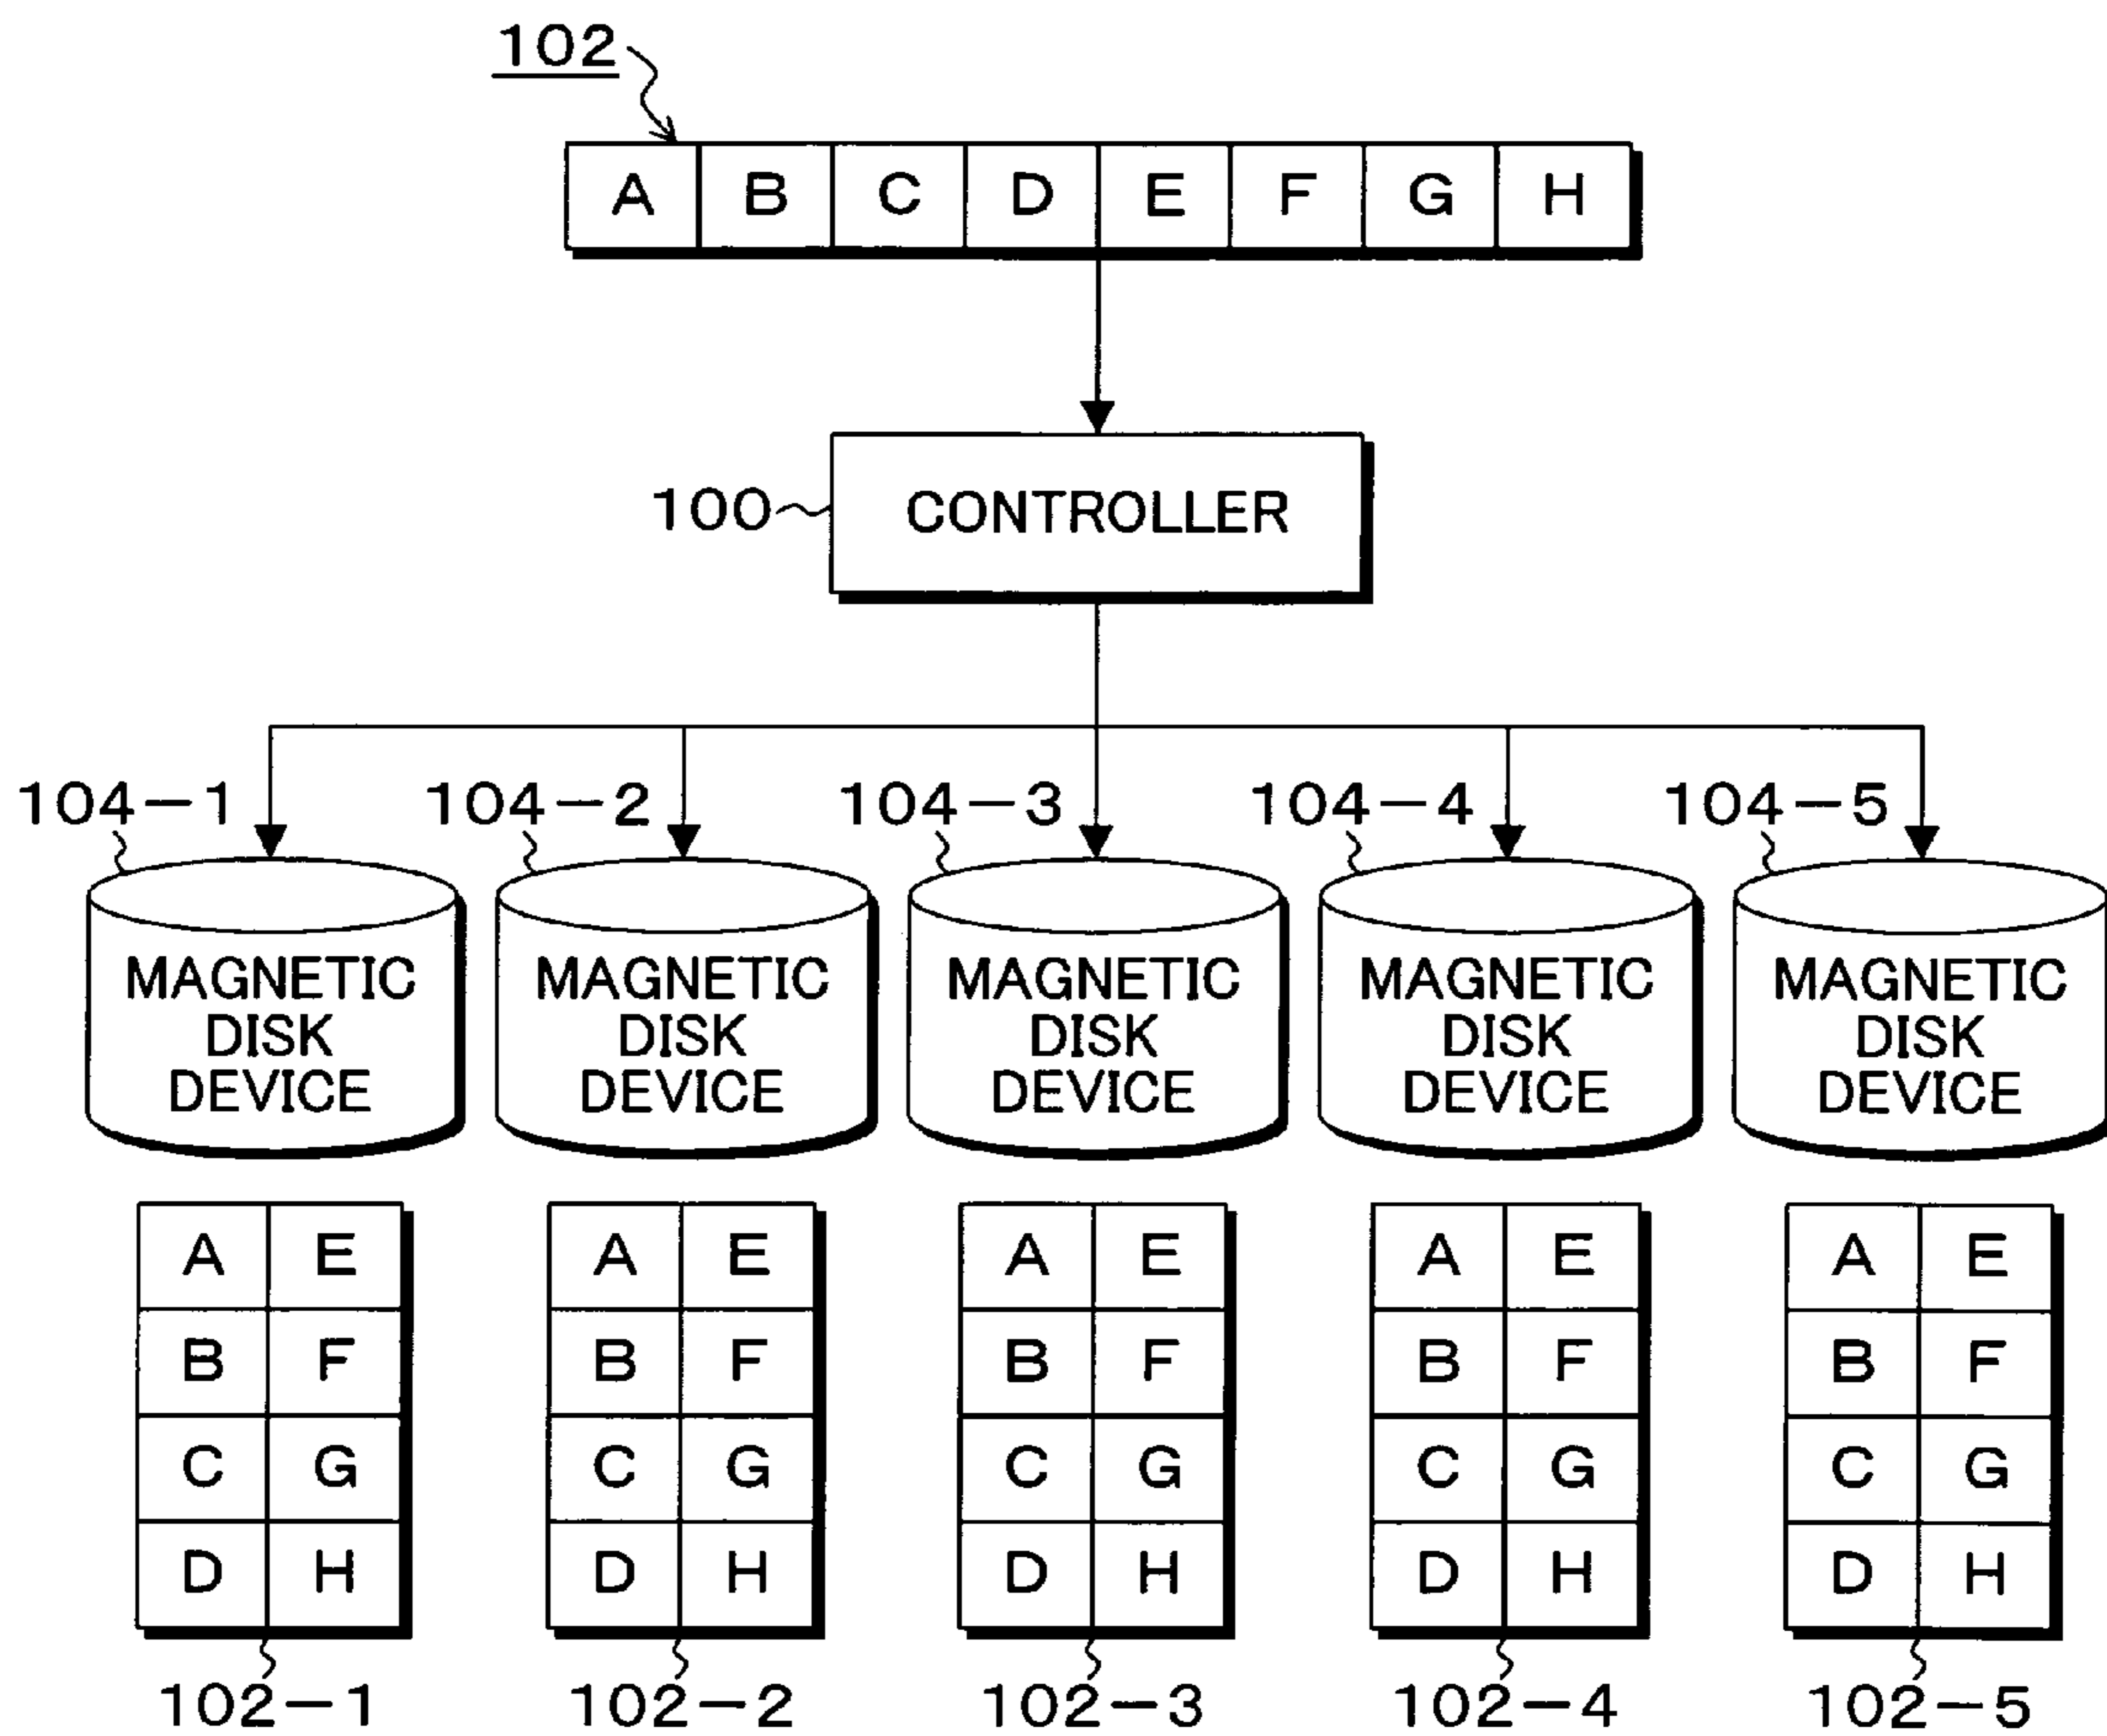 102
A B C D E F G H
100 CONTROLLER
104-1 104-2 104-3 104-4 104-5
MAGNETIC DISK DEVICE
MAGNETIC DISK DEVICE
MAGNETIC DISK DEVICE
MAGNETIC DISK DEVICE
MAGNETIC DISK DEVICE
A E A E A E A E A E
B F B F B F B F B F
C G C G C G C G C G
D H D H D H D H D H
102-1 102-2 102-3 102-4 102-5